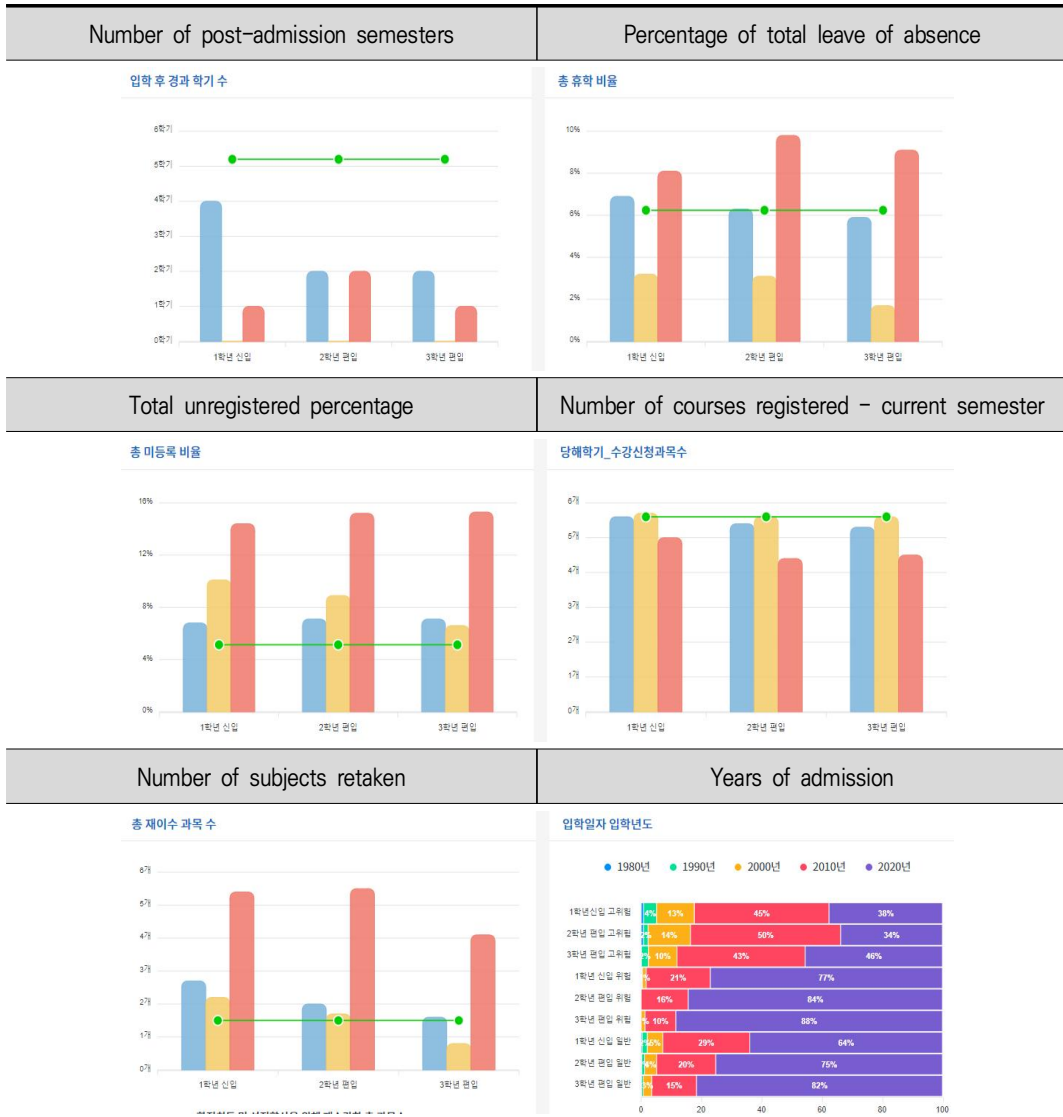 Number of post-admission semesters
Percentage of total leave of absence
입학 후 경과 학기 수
6학기
5학기
4학기
3학기
2학기
1학기
0학기
1학년 신입
2학년 편입
3학년 편입
총 휴학 비율
10%
8%
6%
4%
2%
0%
1학년 신입
2학년 편입
3학년 편입
Total unregistered percentage
Number of courses registered - current semester
총 미등록 비율
16%
12%
8%
4%
0%
1학년 신입
2학년 편입
3학년 편입
당해학기_수강신청과목수
6개
5개
4개
3개
2개
1개
0개
1학년 신입
2학년 편입
3학년 편입
Number of subjects retaken
Years of admission
총 재이수 과목 수
6개
5개
4개
3개
2개
1개
0개
1학년 신입
2학년 편입
3학년 편입
입학일자 입학년도
1980년 1990년 2000년 2010년 2020년
1학년신입 고위험 4% 13% 45% 38%
2학년 편입 고위험 14% 50% 34%
3학년 편입 고위험 10% 43% 46%
1학년 신입 위험 21% 77%
2학년 편입 위험 16% 84%
3학년 편입 위험 10% 88%
1학년 신입 일반 29% 64%
2학년 편입 일반 20% 75%
3학년 편입 일반 15% 82%
0 20 40 60 80 100